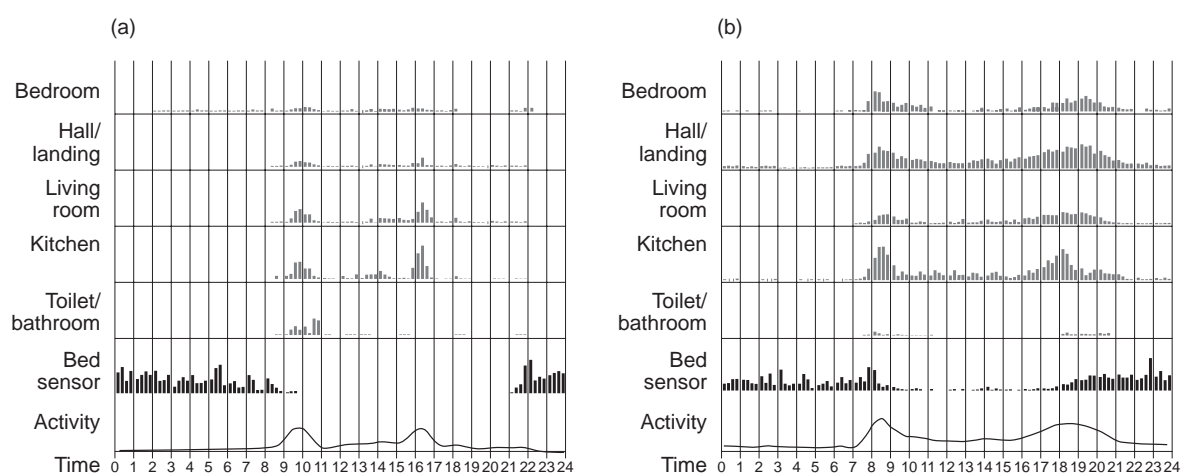 (a)
Bedroom
Hall/
landing
Living
room
Kitchen
Toilet/
bathroom
Bed
sensor
Activity
Time 0 1 2 3 4 5 6 7 8 9 10 11 12 13 14 15 16 17 18 19 20 21 22 23 24
(b)
Bedroom
Hall/
landing
Living
room
Kitchen
Toilet/
bathroom
Bed
sensor
Activity
Time 0 1 2 3 4 5 6 7 8 9 10 11 12 13 14 15 16 17 18 19 20 21 22 23 24